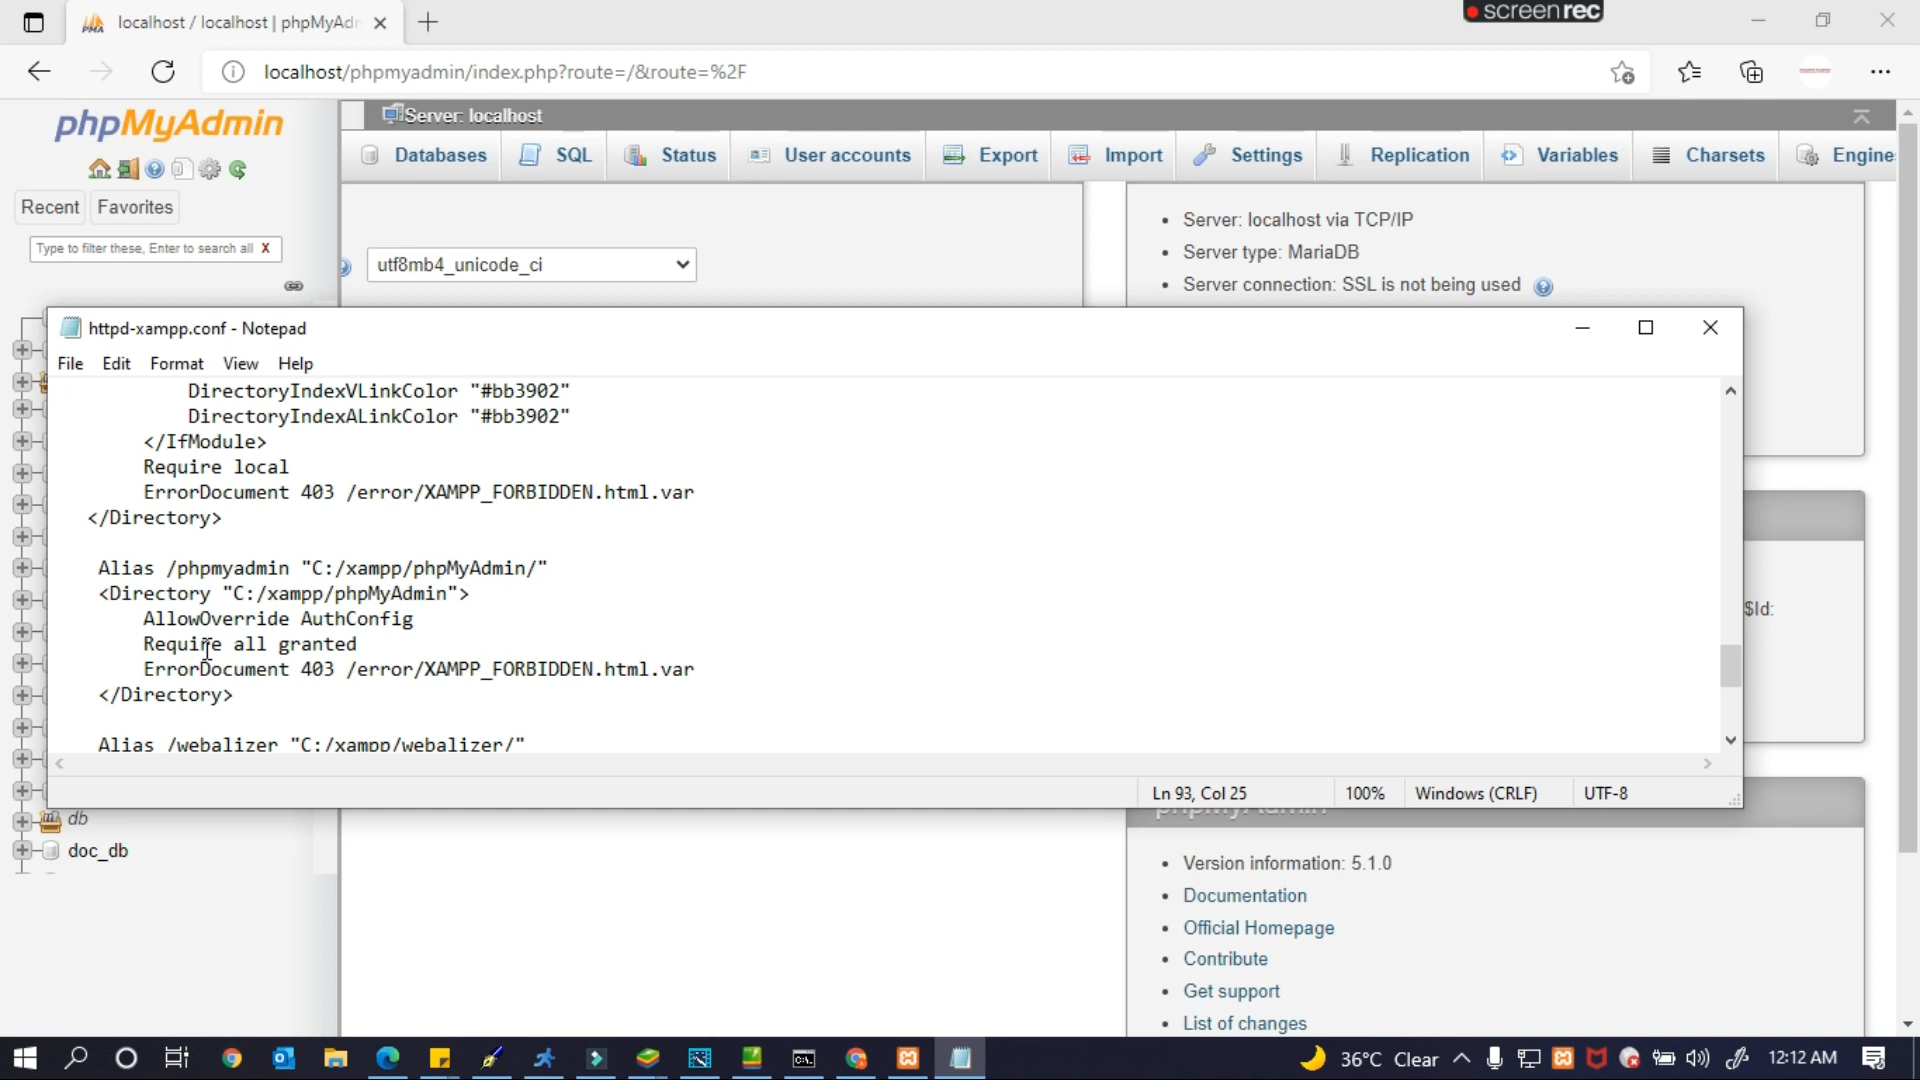 localhost / localhost | phpMyAd
screenrec
localhost/phpmyadmin/index.php?route=/&route=%2F
phpMyAdmin
Server: localhost
Databases
SQL
Status
User accounts
Export
Import
Settings
Replication
Variables
Charsets
Engine
Recent
Favorites
Type to filter these, Enter to search all X
utf8mb4_unicode_ci
Server: localhost via TCP/IP
Server type: MariaDB
Server connection: SSL is not being used
httpd-xampp.conf - Notepad
File Edit Format View Help
DirectoryIndexVLinkColor "#bb3902"
DirectoryIndexALinkColor "#bb3902"
</IfModule>
Require local
ErrorDocument 403 /error/XAMPP_FORBIDDEN.html.var
</Directory>
Alias /phpmyadmin "C:/xampp/phpMyAdmin/"
<Directory "C:/xampp/phpMyAdmin">
AllowOverride AuthConfig
Require all granted
ErrorDocument 403 /error/XAMPP_FORBIDDEN.html.var
</Directory>
Alias /webalizer "C:/xampp/webalizer/"
$Id:
Ln 93, Col 25
100%
Windows (CRLF)
UTF-8
phpMyAdmin
db
doc_db
Version information: 5.1.0
Documentation
Official Homepage
Contribute
Get support
List of changes
36°C Clear
12:12 AM